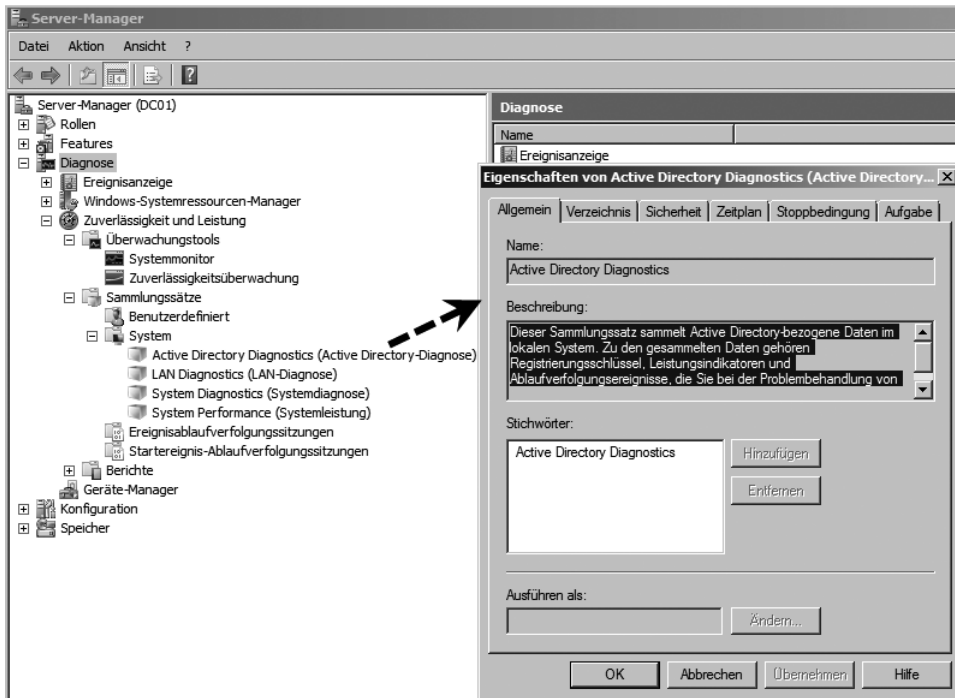 Server-Manager
Datei Aktion Ansicht ?
Server-Manager (DC01)
Rollen
Features
Diagnose
Ereignisanzeige
Windows-Systemressourcen-Manager
Zuverlässigkeit und Leistung
Überwachungstools
Systemmonitor
Zuverlässigkeitsüberwachung
Sammlungssätze
Benutzerdefiniert
System
Active Directory Diagnostics (Active Directory-Diagnose)
LAN Diagnostics (LAN-Diagnose)
System Diagnostics (Systemdiagnose)
System Performance (Systemleistung)
Ereignisablaufverfolgungssitzungen
Startereignis-Ablaufverfolgungssitzungen
Berichte
Geräte-Manager
Konfiguration
Speicher
Diagnose
Name
Ereignisanzeige
Eigenschaften von Active Directory Diagnostics (Active Directory...
Allgemein Verzeichnis Sicherheit Zeitplan Stoppbedingung Aufgabe
Name:
Active Directory Diagnostics
Beschreibung:
Dieser Sammlungssatz sammelt Active Directory-bezogene Daten im
lokalen System. Zu den gesammelten Daten gehören
Registrierungschlüssel, Leistungsindikatoren und
Ablaufverfolgungsereignisse, die Sie bei der Problembehandlung von
Stichwörter:
Active Directory Diagnostics
Hinzufügen
Entfernen
Ausführen als:
Ändern...
OK Abbrechen Übernehmen Hilfe